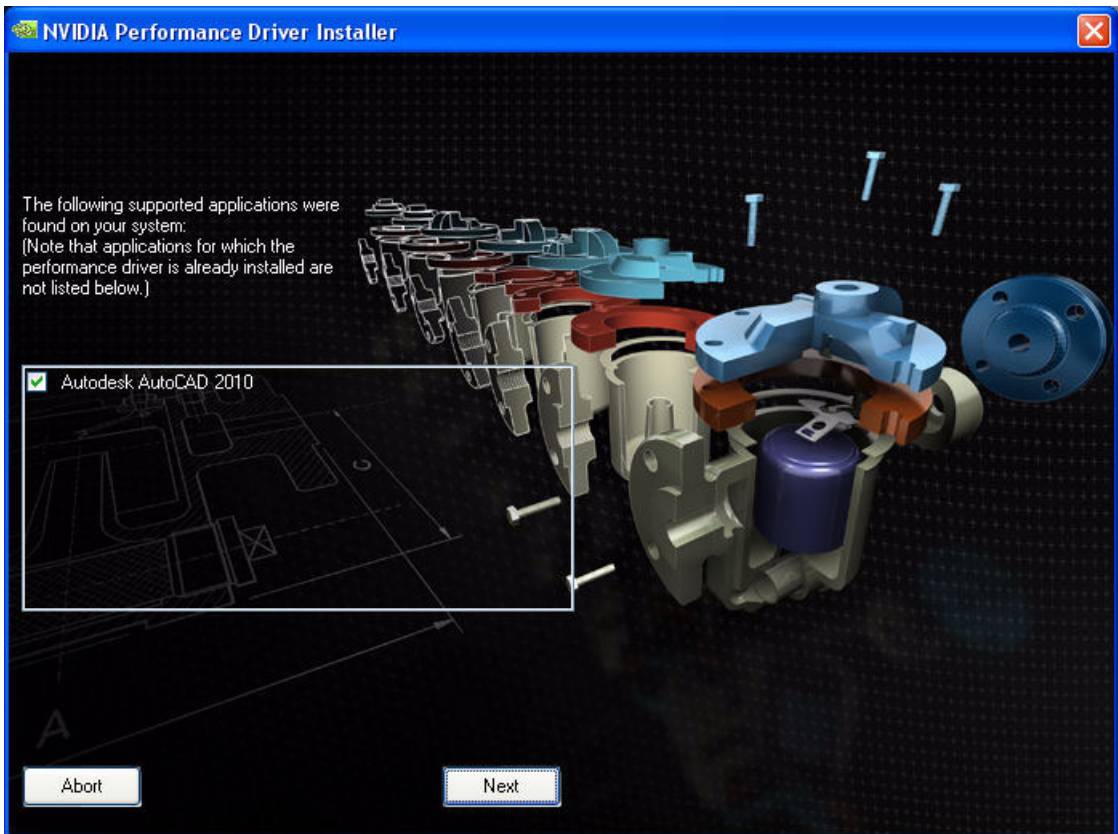 NVIDIA Performance Driver Installer
The following supported applications were
found on your system:
(Note that applications for which the
performance driver is already installed are
not listed below.)
Autodesk AutoCAD 2010
C
A
Abort
Next